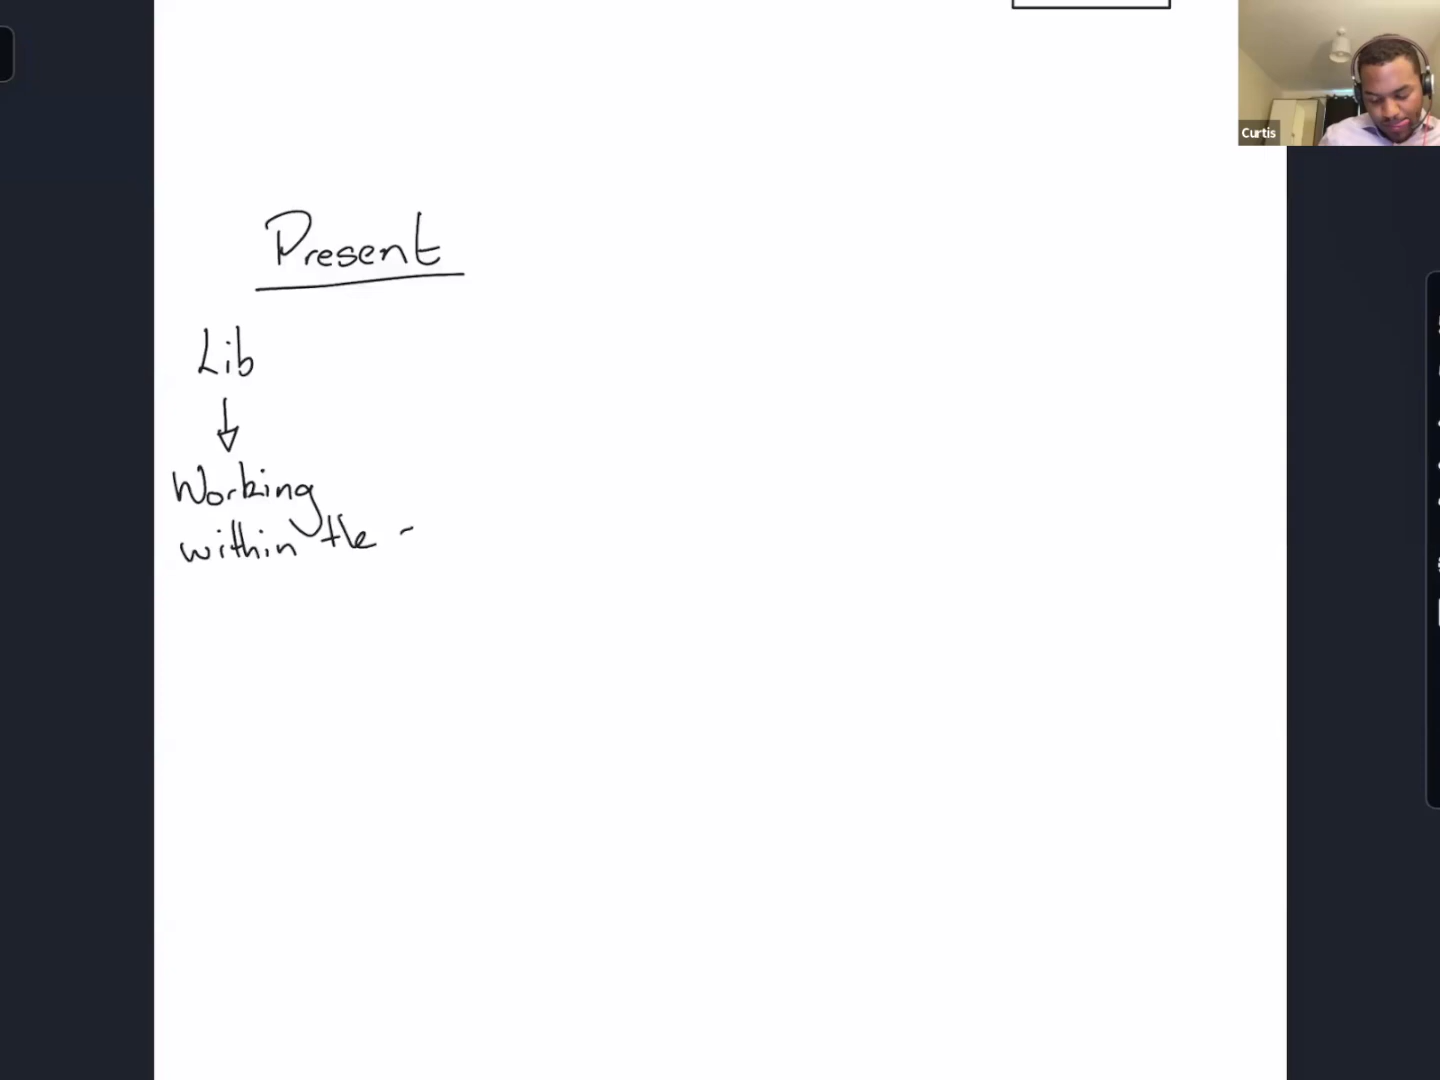 Curtis
Present
Lib
Working
within the